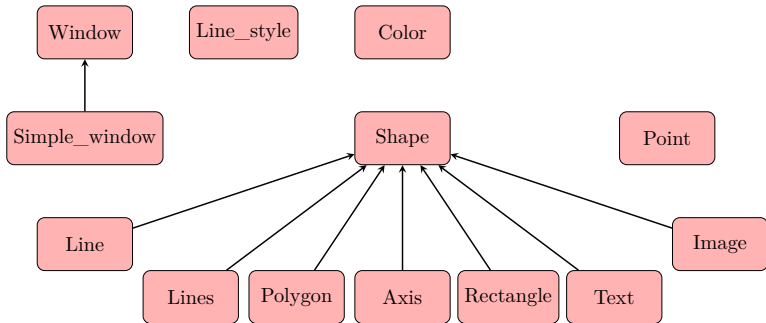 Window
Line_style
Color
Simple_window
Shape
Point
Line
Image
Lines
Polygon
Axis
Rectangle
Text